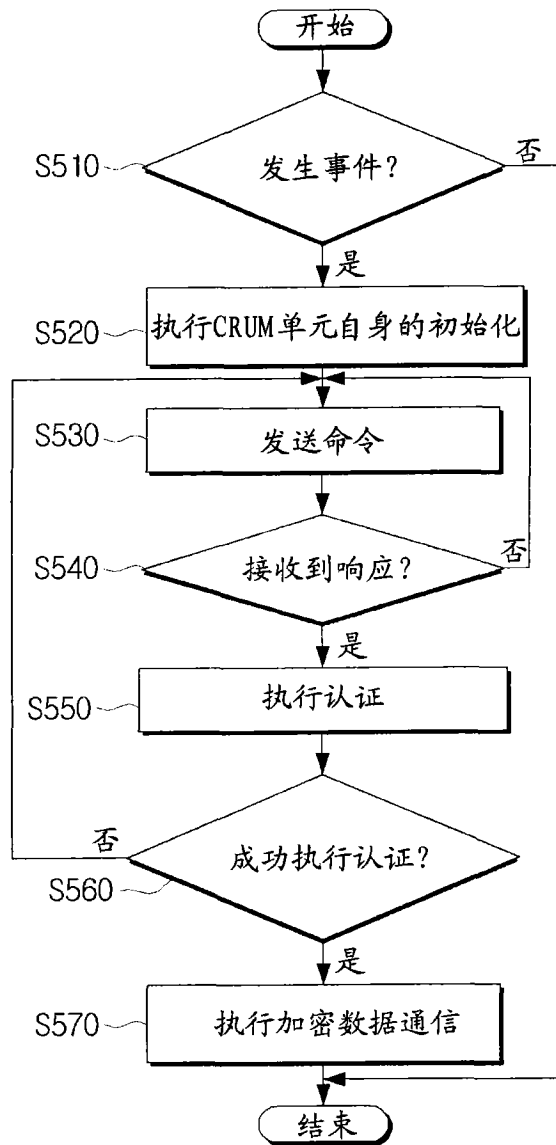 开始
S510
发生事件?
否
是
S520
执行CRUM单元自身的初始化
S530
发送命令
S540
接收到响应?
否
是
S550
执行认证
否
成功执行认证?
S560
是
S570
执行加密数据通信
结束